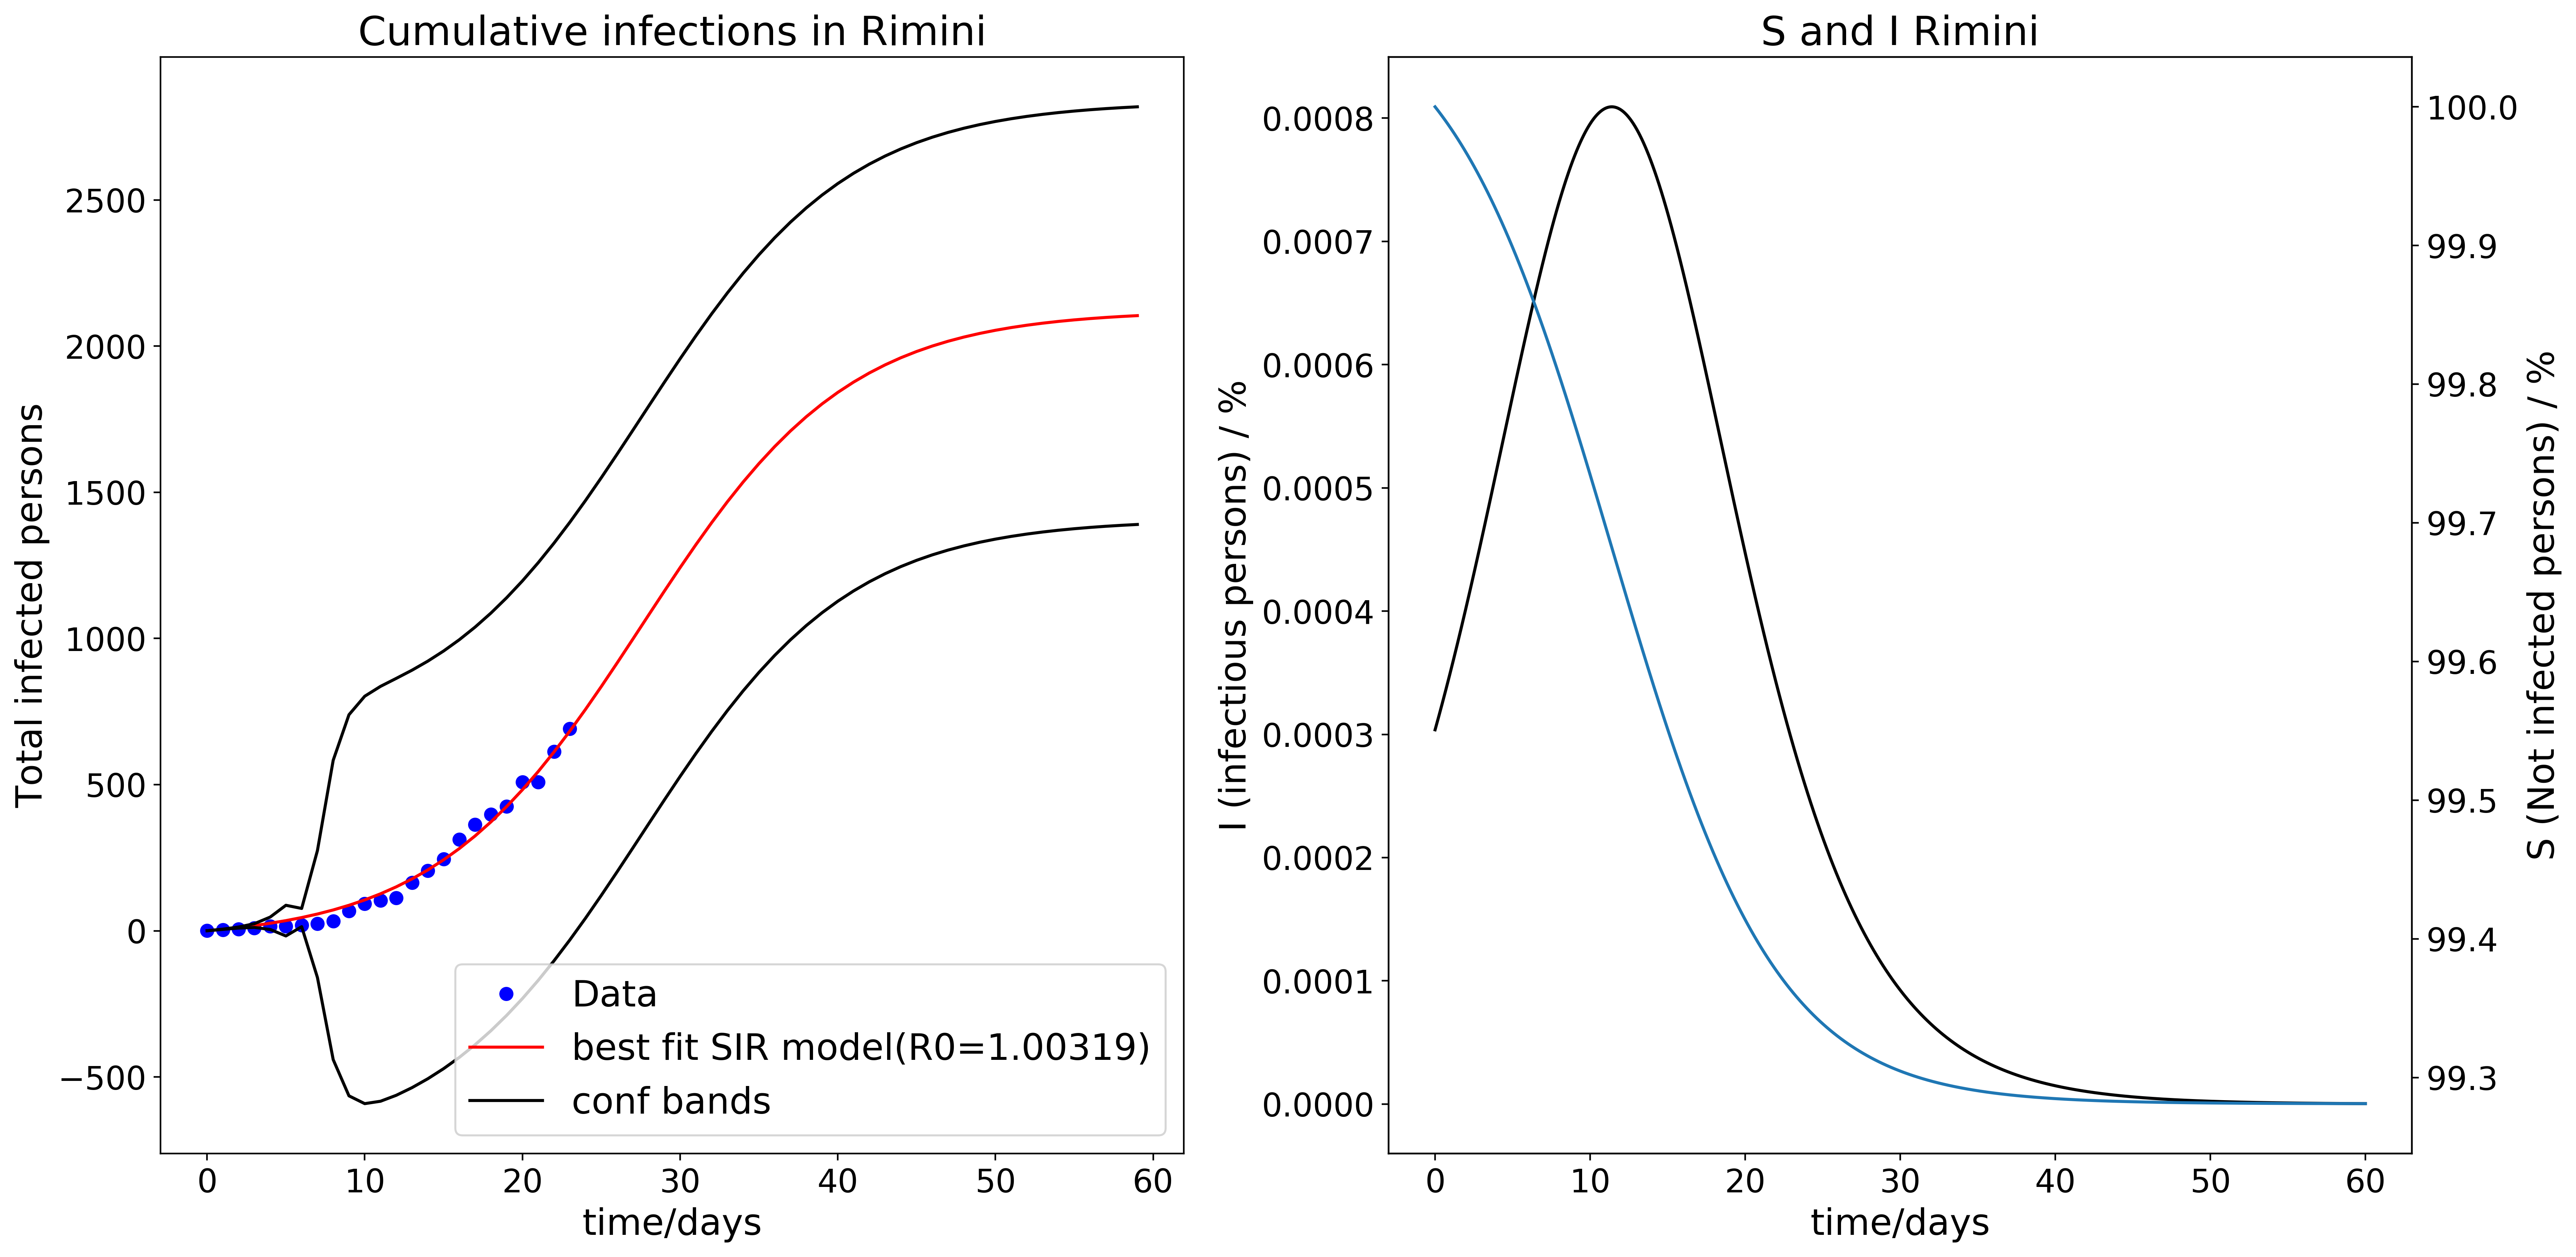 Cumulative infections in Rimini
Total infected persons
2500
2000
1500
1000
500
0
−500
0 10 20 30 40 50 60
time/days
Data
best fit SIR model(R0=1.00319)
conf bands
S and I Rimini
I (infectious persons) / %
0.0008
0.0007
0.0006
0.0005
0.0004
0.0003
0.0002
0.0001
0.0000
0 10 20 30 40 50 60
time/days
100.0
99.9
99.8
99.7
99.6
99.5
99.4
99.3
S (Not infected persons) / %